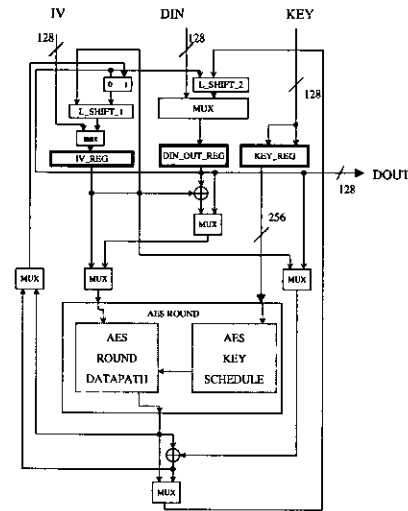 IV DIN KEY
128 128
0 1 L_SHIFT_2
128
L_SHIFT_1 MUX
mux
IV_REG DIN_OUT_REG KEY_REG
DOUT
128
MUX
256
MUX MUX MUX
AES ROUND
AES AES
ROUND KEY
DATAPATH SCHEDULE
MUX